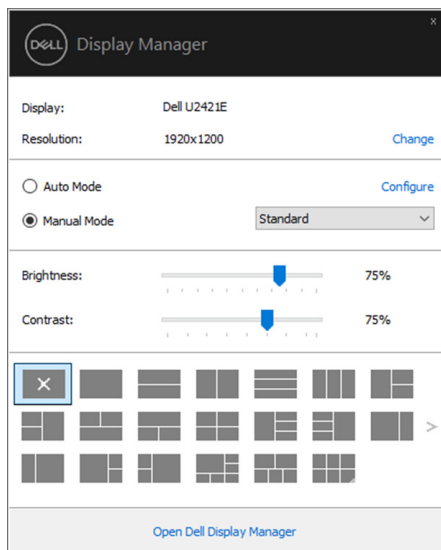 x
DELL Display Manager
Display: Dell U2421E
Resolution: 1920x1200 Change
Auto Mode Configure
Manual Mode Standard
Brightness: 75%
Contrast: 75%
Open Dell Display Manager